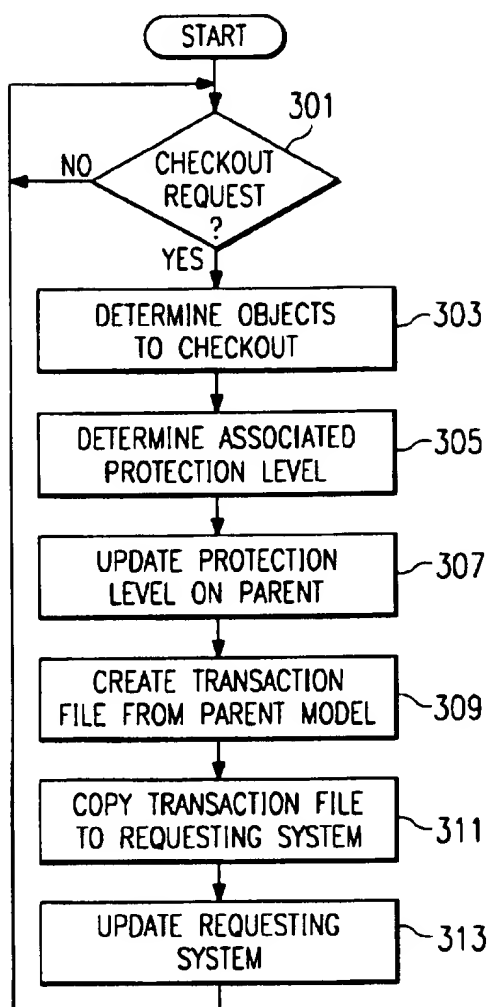 START
301
NO
CHECKOUT
REQUEST
?
YES
DETERMINE OBJECTS
TO CHECKOUT
303
DETERMINE ASSOCIATED
PROTECTION LEVEL
305
UPDATE PROTECTION
LEVEL ON PARENT
307
CREATE TRANSACTION
FILE FROM PARENT MODEL
309
COPY TRANSACTION FILE
TO REQUESTING SYSTEM
311
UPDATE REQUESTING
SYSTEM
313